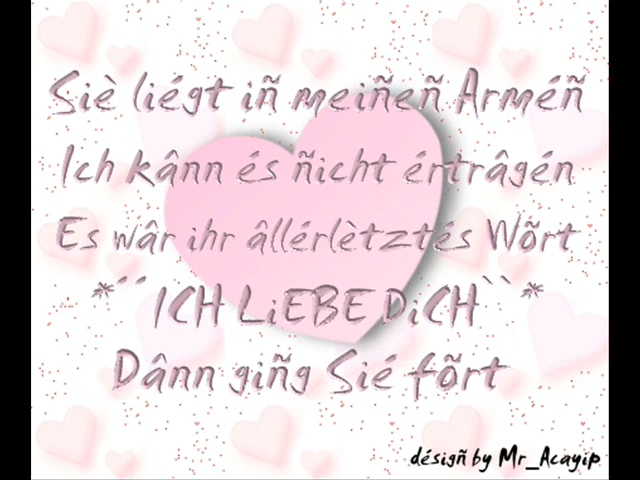 Siè liégt iñ meiñeñ Arméñ
Ich kânn és ñicht értrâgén
Es wâr ihr âllérlètztés Wõrt
*´´ICH LiEBE DiCH``*
Dânn giñg Sié fõrt
désigñ by Mr_Acayip